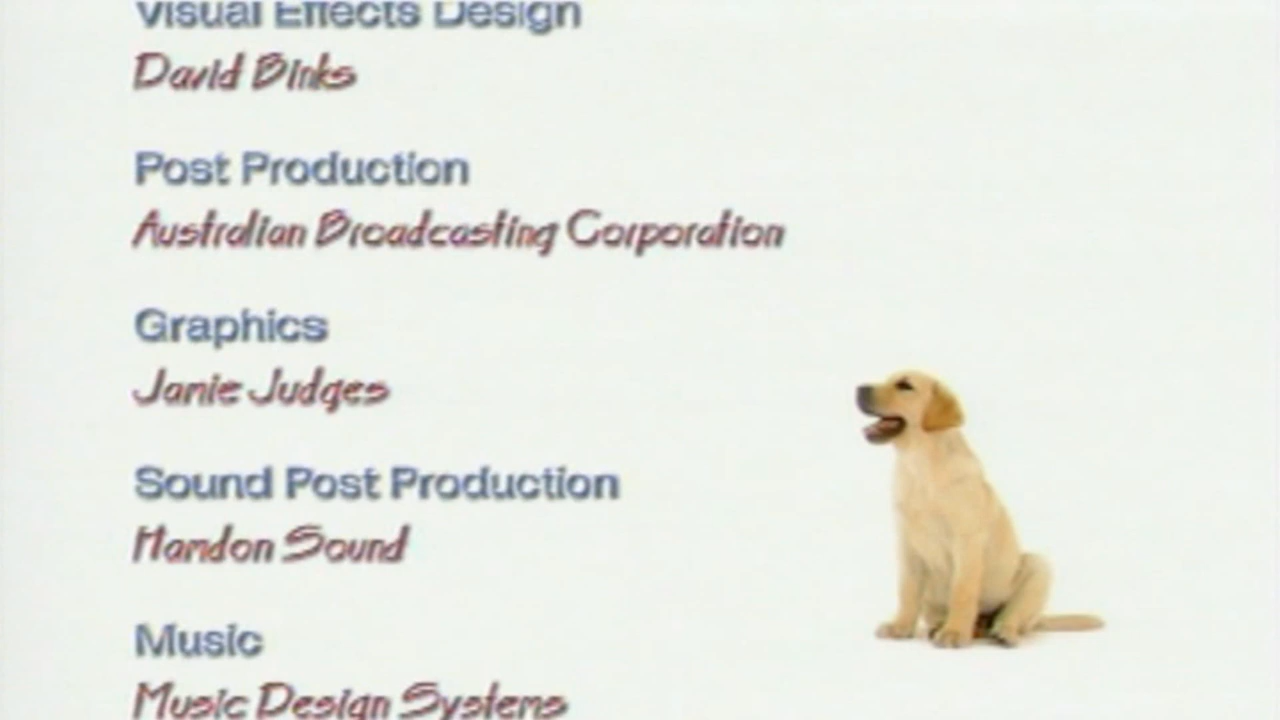 Visual Effects Design
David Binks
Post Production
Australian Broadcasting Corporation
Graphics
Janie Judges
Sound Post Production
Handon Sound
Music
Music Design Systems